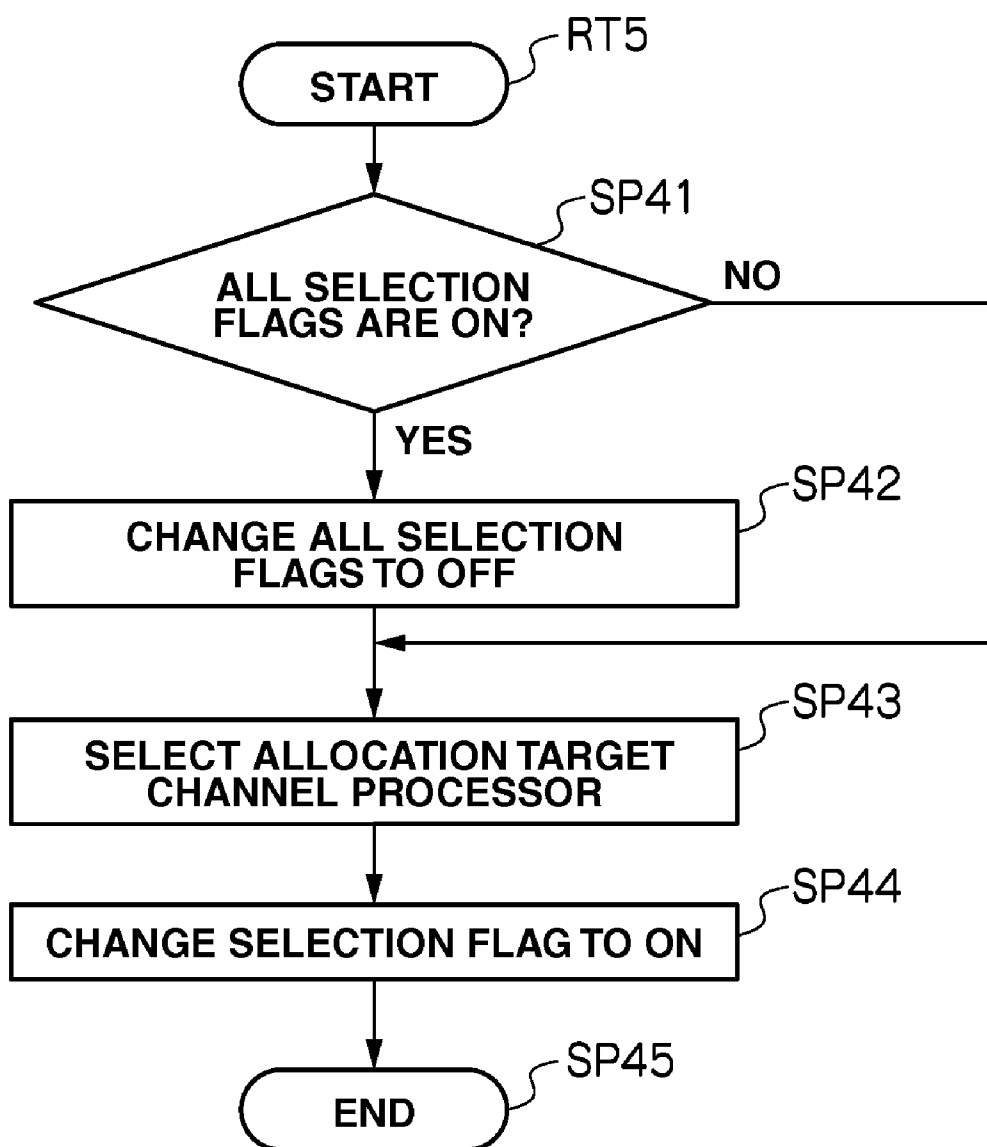 RT5
START
SP41
ALL SELECTION
FLAGS ARE ON?
NO
YES
SP42
CHANGE ALL SELECTION
FLAGS TO OFF
SP43
SELECT ALLOCATION TARGET
CHANNEL PROCESSOR
SP44
CHANGE SELECTION FLAG TO ON
SP45
END